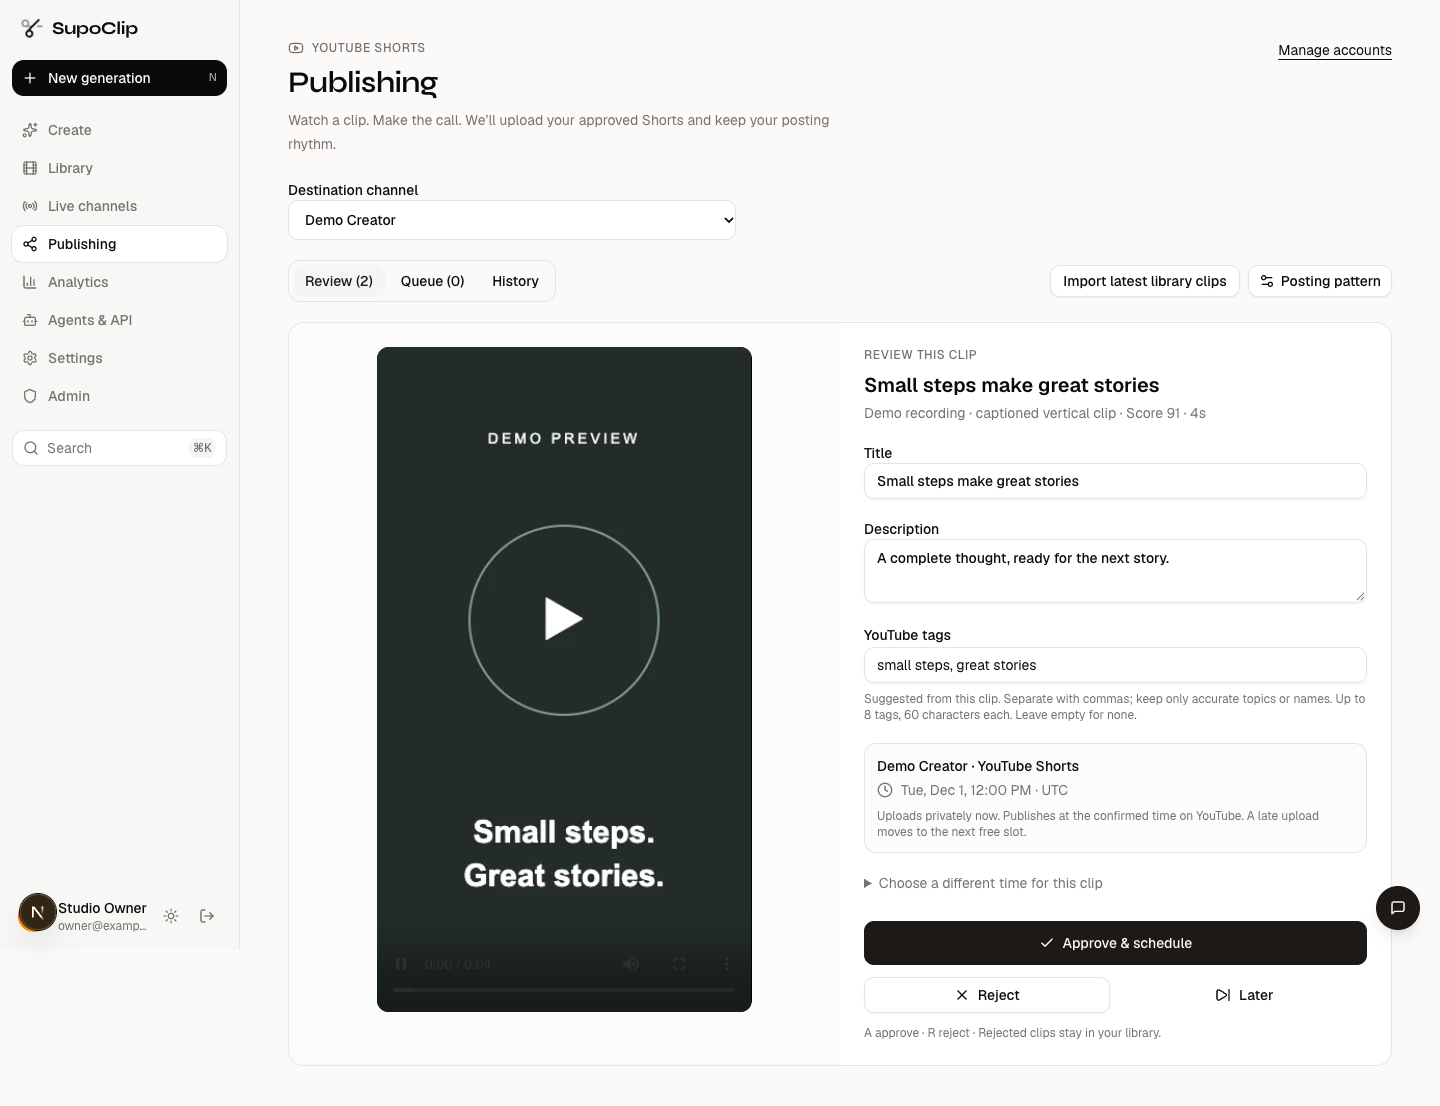 SupoClip
New generation N
Create
Library
Live channels
Publishing
Analytics
Agents & API
Settings
Admin
Search ⌘K
N
Studio Owner
owner@examp...
YOUTUBE SHORTS
Publishing
Manage accounts
Watch a clip. Make the call. We'll upload your approved Shorts and keep your posting
rhythm.
Destination channel
Demo Creator
Review (2) Queue (0) History
Import latest library clips
Posting pattern
DEMO PREVIEW
Small steps.
Great stories.
0:00 / 0:04
REVIEW THIS CLIP
Small steps make great stories
Demo recording · captioned vertical clip · Score 91 · 4s
Title
Small steps make great stories
Description
A complete thought, ready for the next story.
YouTube tags
small steps, great stories
Suggested from this clip. Separate with commas; keep only accurate topics or names. Up to
8 tags, 60 characters each. Leave empty for none.
Demo Creator · YouTube Shorts
Tue, Dec 1, 12:00 PM · UTC
Uploads privately now. Publishes at the confirmed time on YouTube. A late upload
moves to the next free slot.
Choose a different time for this clip
Approve & schedule
Reject
Later
A approve · R reject · Rejected clips stay in your library.